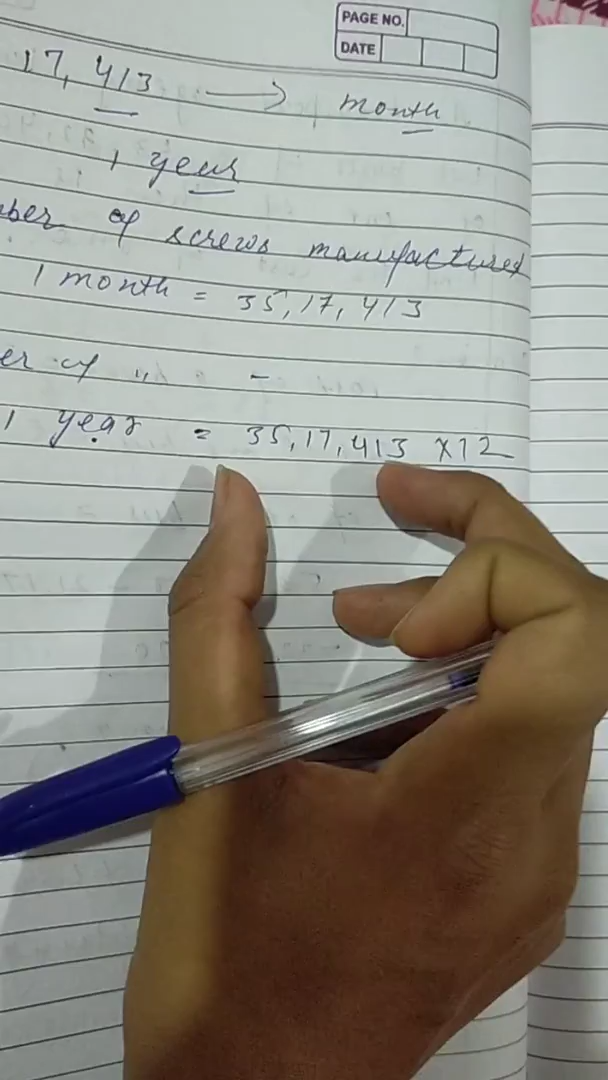 PAGE NO.
DATE
17,413 → month
1 year
of screws manufactured
1 month = 35,17,413
of " -
1 year = 35,17,413 x12